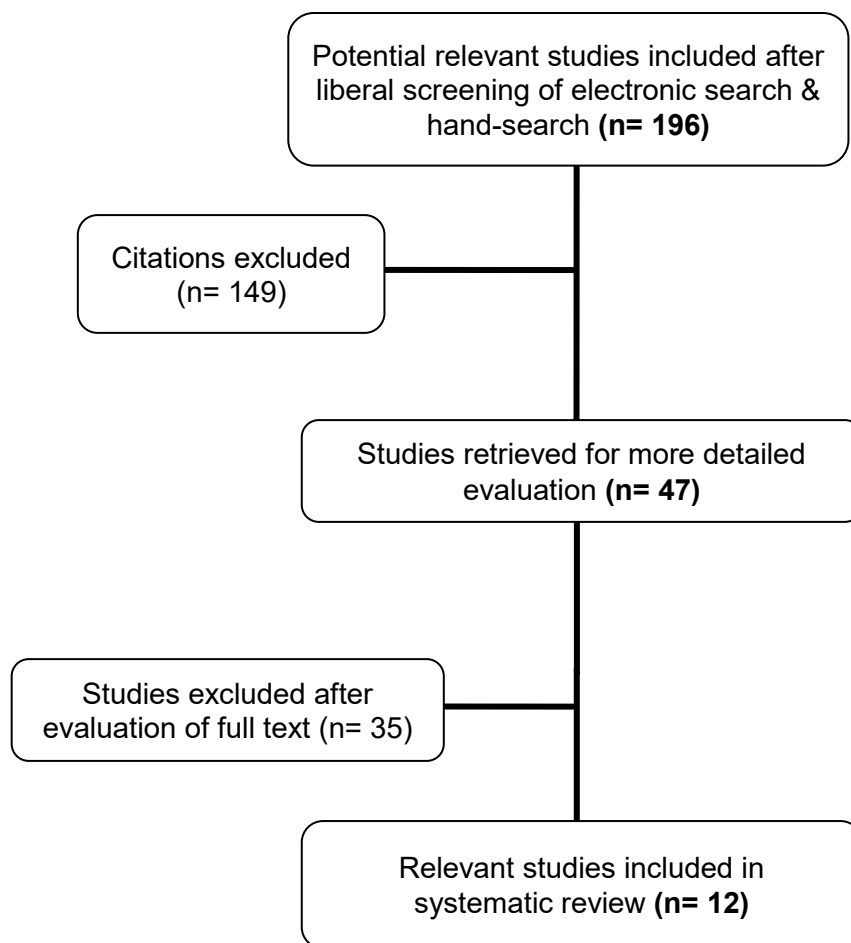 Potential relevant studies included after
liberal screening of electronic search &
hand-search (n= 196)
Citations excluded
(n= 149)
Studies retrieved for more detailed
evaluation (n= 47)
Studies excluded after
evaluation of full text (n= 35)
Relevant studies included in
systematic review (n= 12)